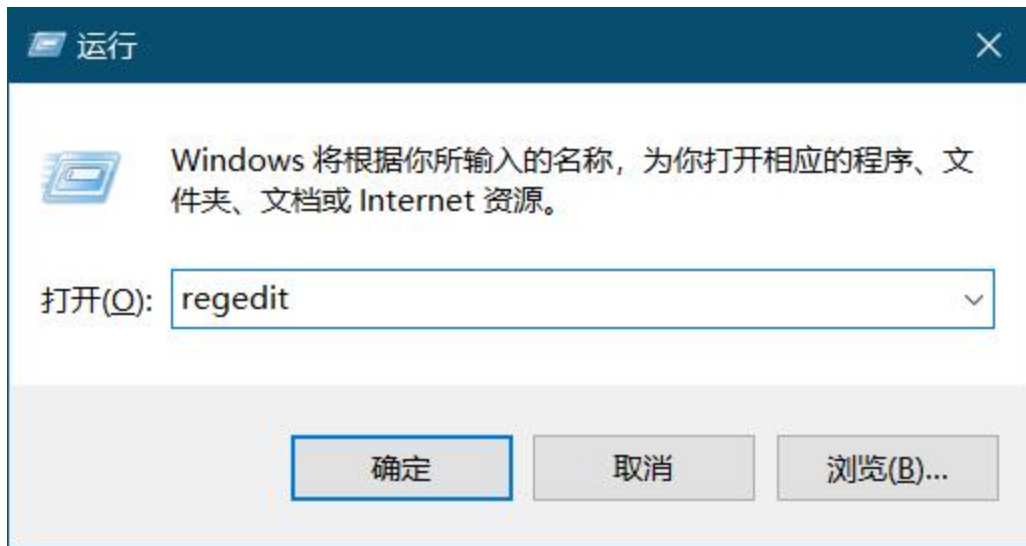 运行
Windows 将根据你所输入的名称，为你打开相应的程序、文
件夹、文档或 Internet 资源。
打开(O): regedit
确定 取消 浏览(B)...